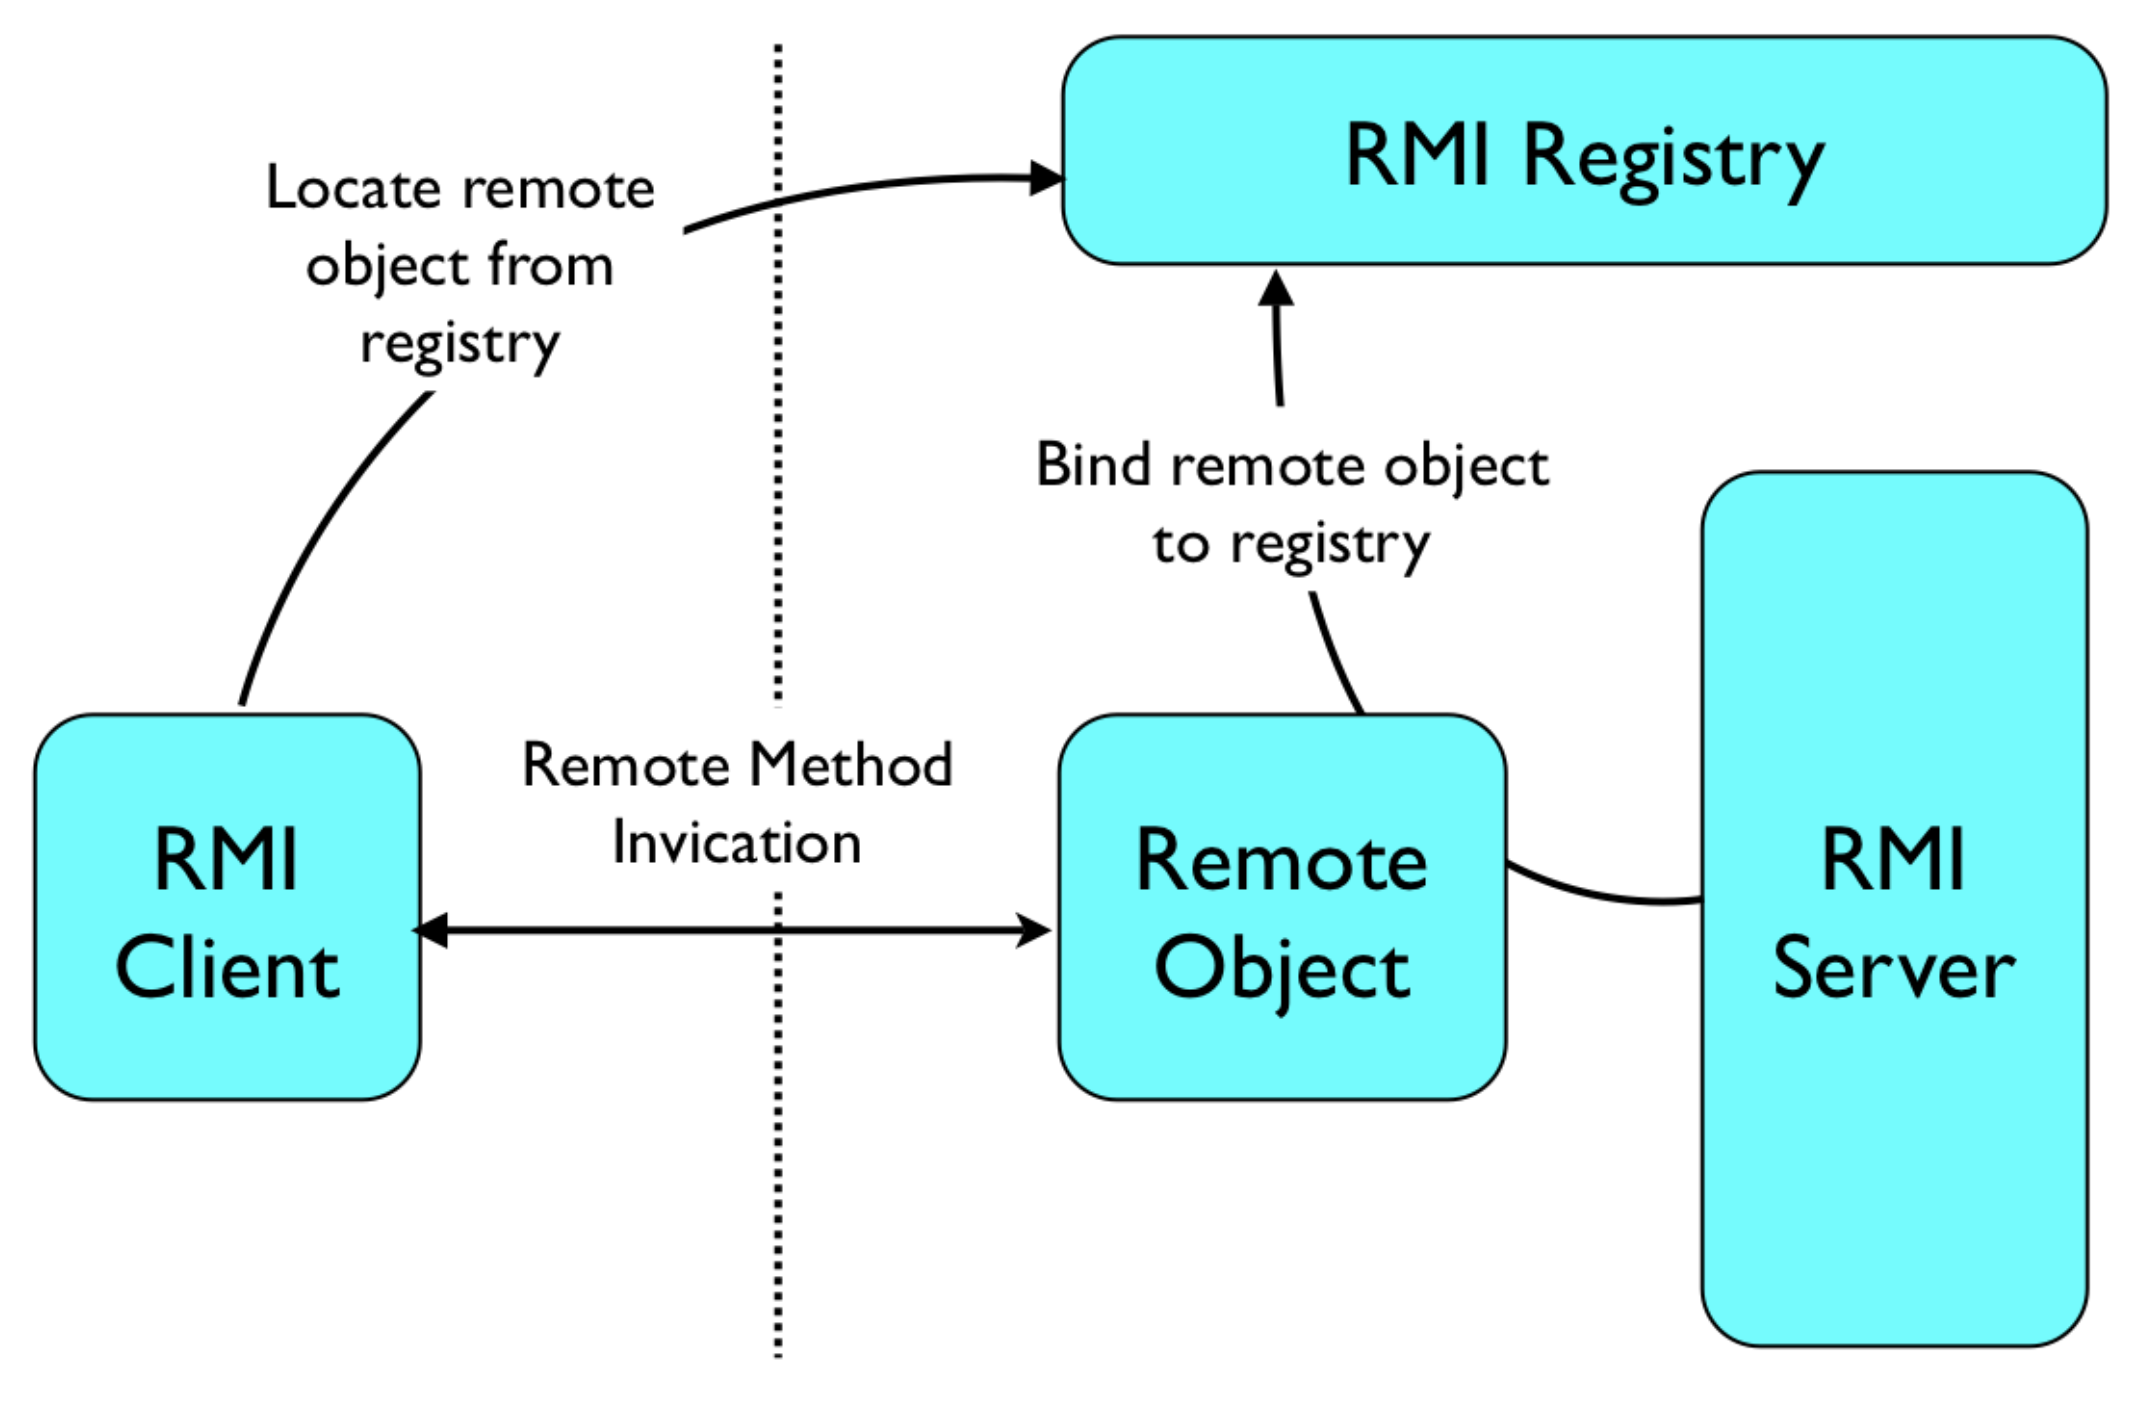 RMI Registry
Locate remote
object from
registry
Bind remote object
to registry
Remote Method
Invication
RMI
Client
Remote
Object
RMI
Server